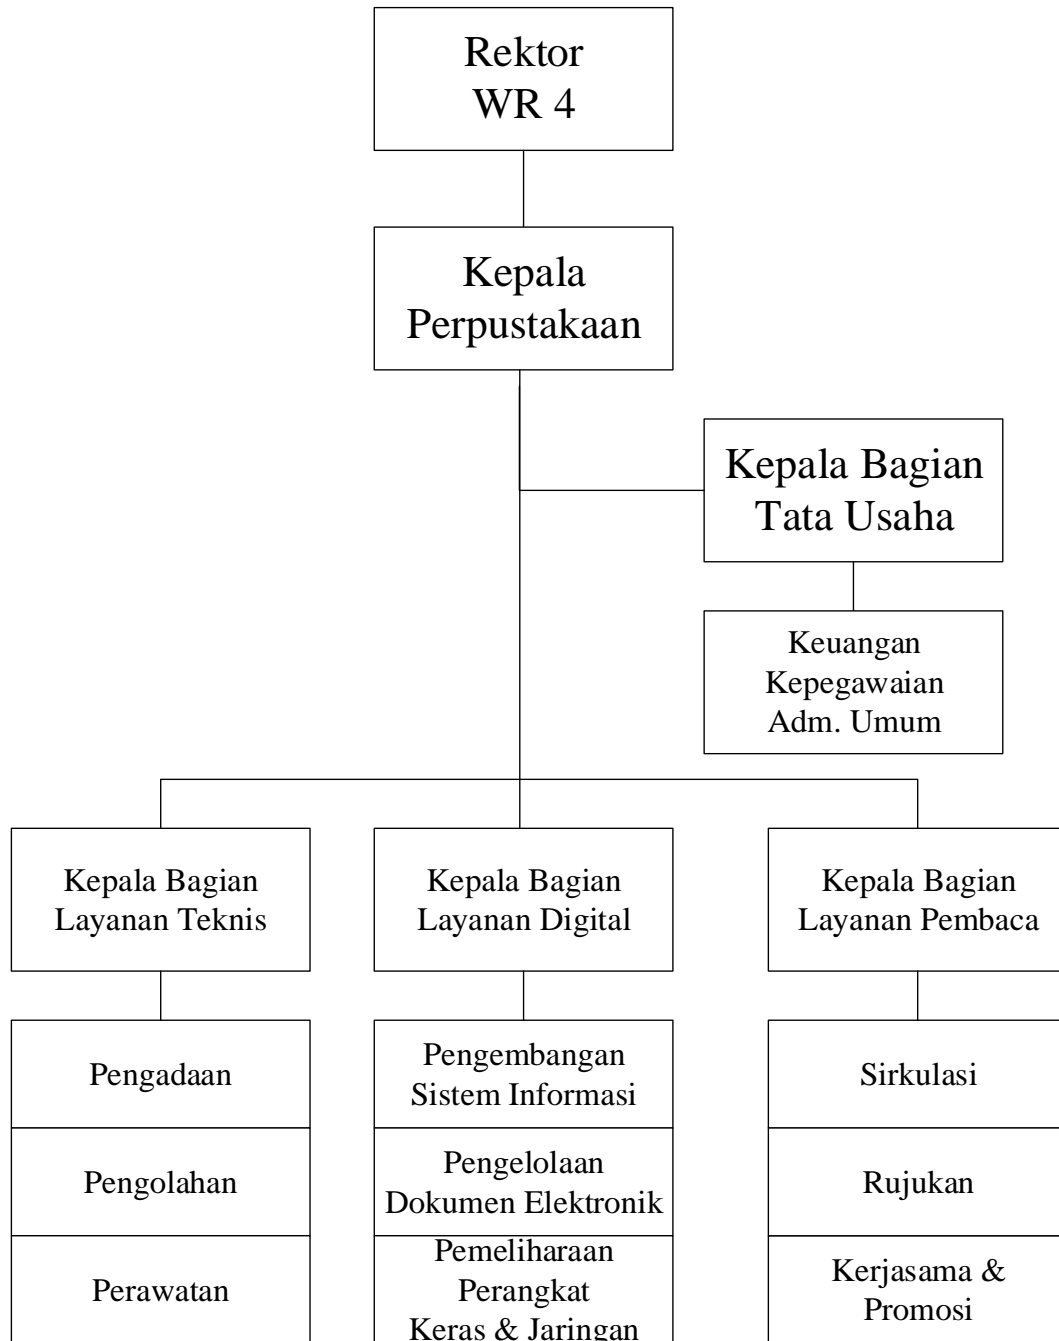 Rektor
WR 4
Kepala
Perpustakaan
Kepala Bagian
Tata Usaha
Keuangan
Kepegawaian
Adm. Umum
Kepala Bagian
Layanan Teknis
Kepala Bagian
Layanan Digital
Kepala Bagian
Layanan Pembaca
Pengadaan
Pengolahan
Perawatan
Pengembangan
Sistem Informasi
Pengelolaan
Dokumen Elektronik
Pemeliharaan
Perangkat
Keras & Jaringan
Sirkulasi
Rujukan
Kerjasama &
Promosi